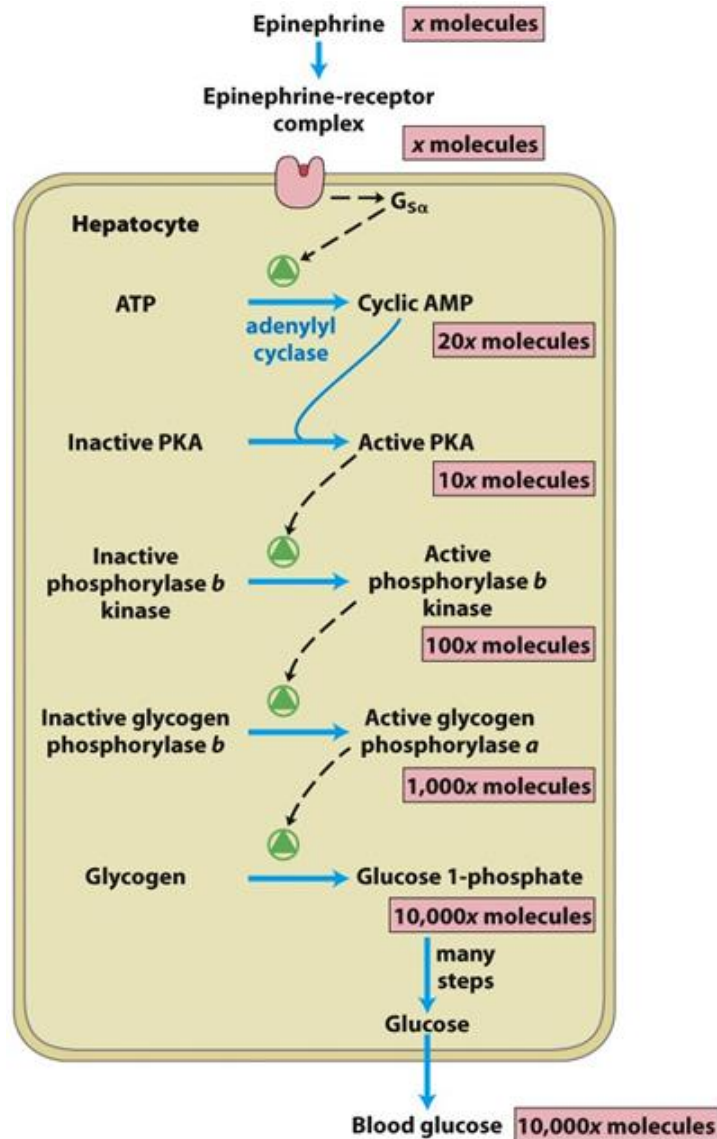 Epinephrine
x molecules
Epinephrine-receptor
complex
x molecules
Hepatocyte
GSα
ATP
Cyclic AMP
adenylyl
cyclase
20x molecules
Inactive PKA
Active PKA
10x molecules
Inactive
phosphorylase b
kinase
Active
phosphorylase b
kinase
100x molecules
Inactive glycogen
phosphorylase b
Active glycogen
phosphorylase a
1,000x molecules
Glycogen
Glucose 1-phosphate
10,000x molecules
many
steps
Glucose
Blood glucose
10,000x molecules